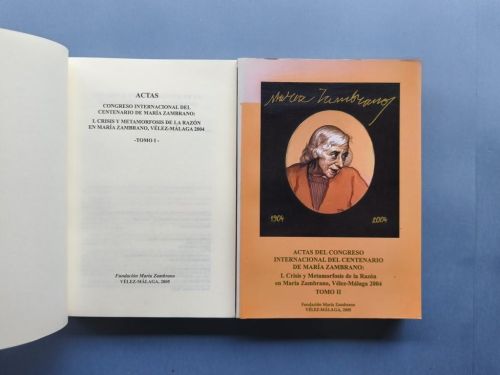 ACTAS
CONGRESO INTERNACIONAL DEL
CENTENARIO DE MARÍA ZAMBRANO:
I. CRISIS Y METAMORFOSIS DE LA RAZÓN
EN MARÍA ZAMBRANO, VÉLEZ-MÁLAGA 2004
-TOMO I -
Fundación María Zambrano
VÉLEZ-MÁLAGA, 2005
María Zambrano
1904
2004
ACTAS DEL CONGRESO
INTERNACIONAL DEL CENTENARIO
DE MARÍA ZAMBRANO:
I. Crisis y Metamorfosis de la Razón
en María Zambrano, Vélez-Málaga 2004
TOMO II
Fundación María Zambrano
VÉLEZ-MÁLAGA, 2005